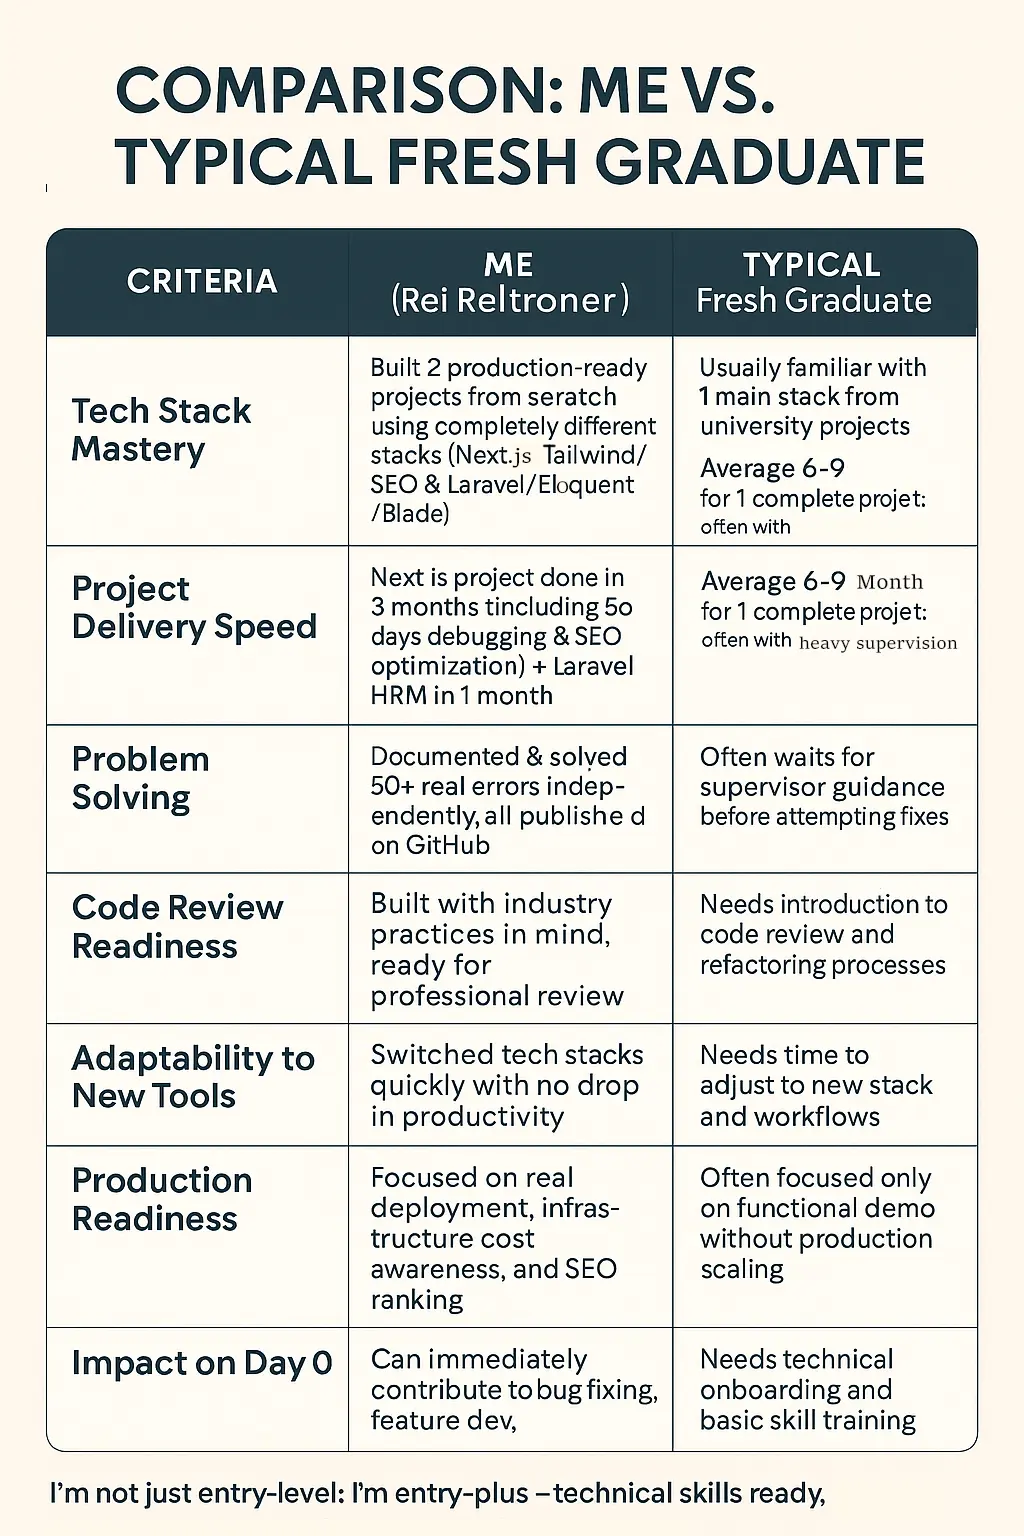 COMPARISON: ME VS.
TYPICAL FRESH GRADUATE
CRITERIA
ME
(Rei Reltroner)
TYPICAL
Fresh Graduate
Tech Stack
Mastery
Built 2 production-ready
projects from seratch
using completely different
stacks (Next.js Tailwind/
SEO & Laravel/Eloquent
/Blade)
Usuaily familiar with
1 main stack from
university projects
Average 6-9
for 1 complete projet:
offen with
Project
Delivery Speed
Next is project done in
3 months tincluding 5o
days debugging & SEO
optimization) + Laravel
HRM in 1 month
Average 6-9 Month
for 1 complete projet:
offen with heavy supervision
Problem
Solving
Documented & solved
50+ real errors indep-
endently, all publishe d
on GitHub
Often waits for
supervisor guidance
before attempting fixes
Code Review
Readiness
Built with industry
practices in mind,
ready for
professional review
Needs introduction to
code review and
refactoring processes
Adaptability to
New Tools
Switched tech stacks
quickly with no drop
in productivity
Needs time to
adjust to new stack
and workflows
Production
Readiness
Focused on real
deployment, infras-
tructure cost
awareness, and SEO
ranking
Often focused only
on functional demo
without production
scaling
Impact on Day 0
Can immediately
contribute to bug fixing,
feature dev,
Needs technical
onboarding and
basic skill training
I'm not just entry-level: I'm entry-plus – technical skills ready,